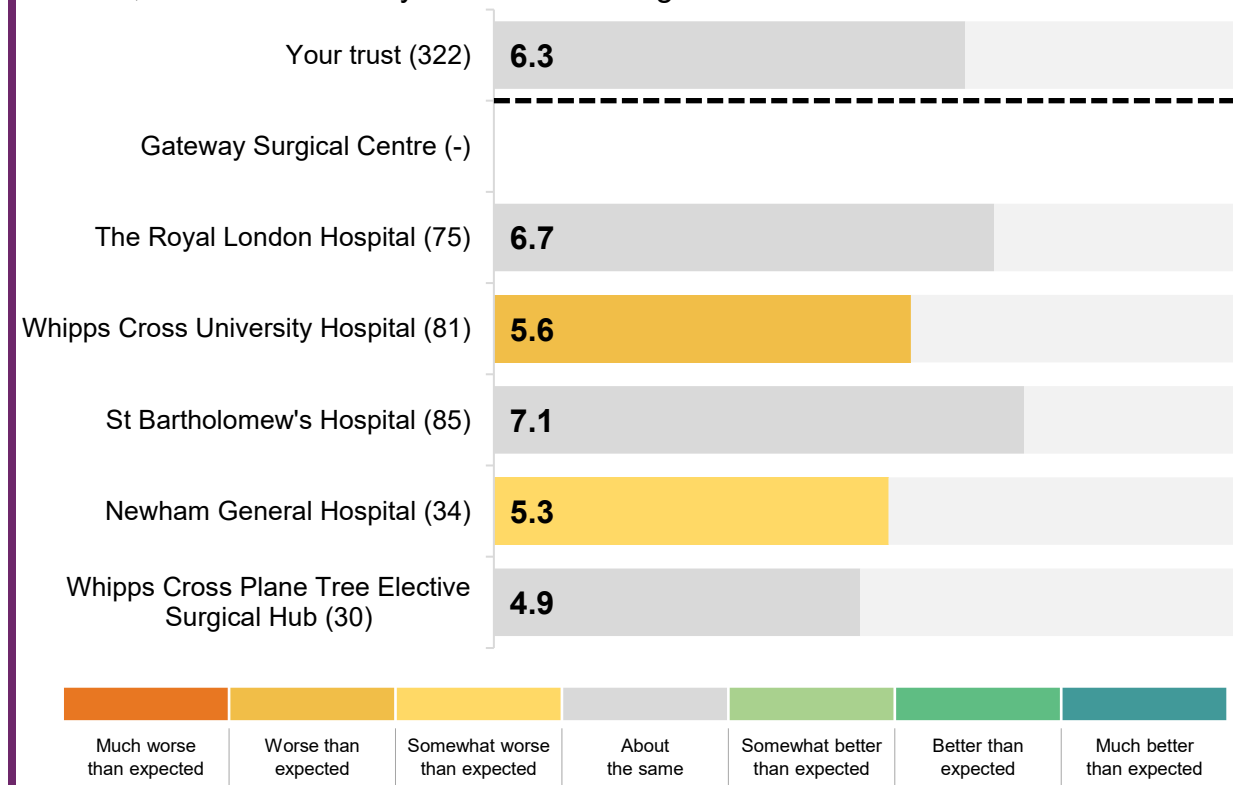 Your trust (322)
6.3
Gateway Surgical Centre (-)
The Royal London Hospital (75)
6.7
Whipps Cross University Hospital (81)
5.6
St Bartholomew's Hospital (85)
7.1
Newham General Hospital (34)
5.3
Whipps Cross Plane Tree Elective
Surgical Hub (30)
4.9
Much worse
than expected
Worse than
expected
Somewhat worse
than expected
About
the same
Somewhat better
than expected
Better than
expected
Much better
than expected